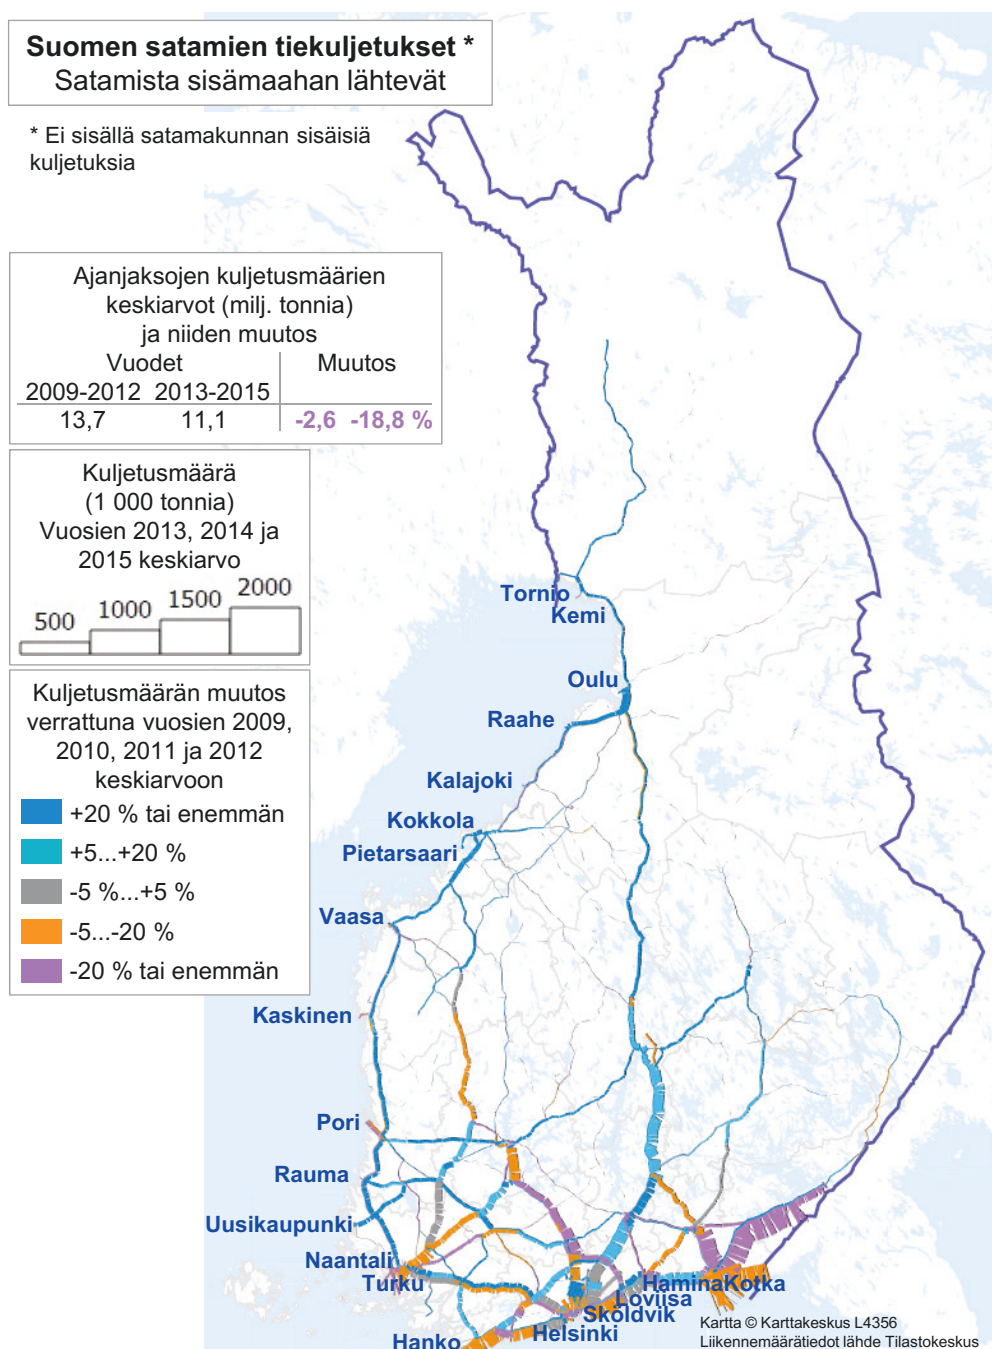 Suomen satamien tiekuljetukset *
Satamista sisämaahan lähtevät
* Ei sisällä satamakunnan sisäisiä
kuljetuksia
Ajanjaksojen kuljetusmäärien
keskiarvot (milj. tonnia)
ja niiden muutos
Vuodet Muutos
2009-2012 2013-2015
13,7 11,1 -2,6 -18,8 %
Kuljetusmäärä
(1 000 tonnia)
Vuosien 2013, 2014 ja
2015 keskiarvo
500 1000 1500 2000
Kuljetusmäärän muutos
verrattuna vuosien 2009,
2010, 2011 ja 2012
keskiarvoon
+20 % tai enemmän
+5...+20 %
-5 %...+5 %
-5...-20 %
-20 % tai enemmän
Tornio
Kemi
Oulu
Raahe
Kalajoki
Kokkola
Pietarsaari
Vaasa
Kaskinen
Pori
Rauma
Uusikaupunki
Naantali
Turku
HaminaKotka
Loviisa
Sköldvik
Helsinki
Hanko
Kartta © Karttakeskus L4356
Liikennemäärätiedot lähde Tilastokeskus